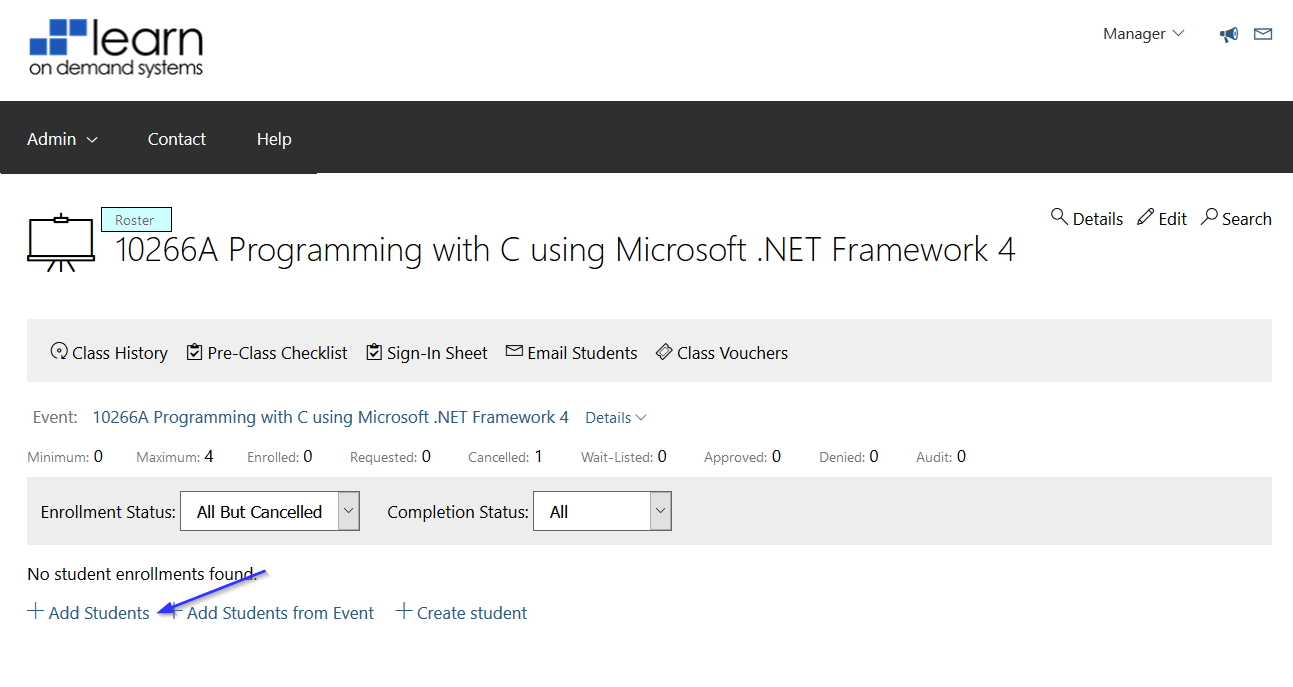 learn
on demand systems
Manager
Admin Contact Help
Roster
10266A Programming with C using Microsoft .NET Framework 4
Details Edit Search
Class History Pre-Class Checklist Sign-In Sheet Email Students Class Vouchers
Event: 10266A Programming with C using Microsoft .NET Framework 4 Details
Minimum: 0 Maximum: 4 Enrolled: 0 Requested: 0 Cancelled: 1 Wait-Listed: 0 Approved: 0 Denied: 0 Audit: 0
Enrollment Status: All But Cancelled Completion Status: All
No student enrollments found.
+ Add Students + Add Students from Event + Create student